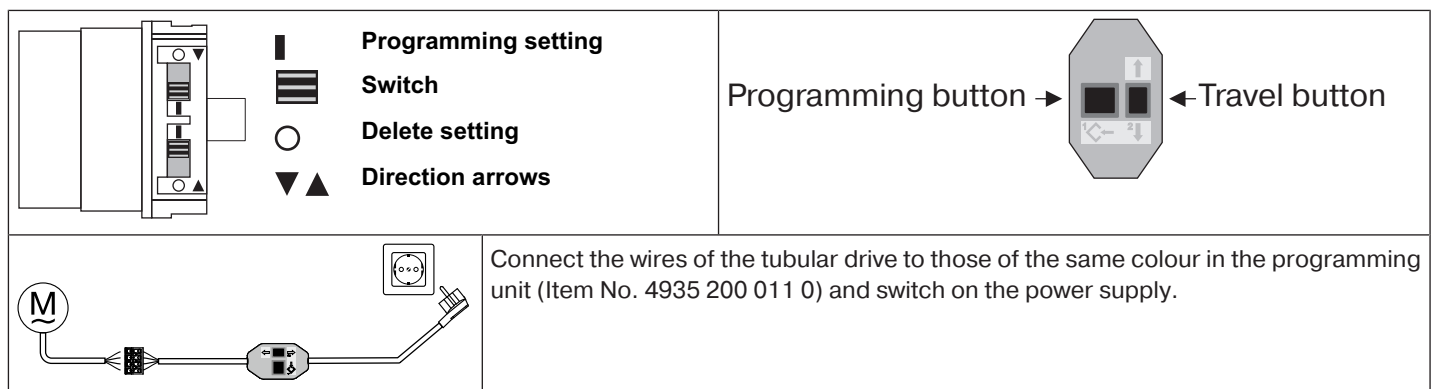 Programming setting
Switch
Delete setting
Direction arrows
Programming button
Travel button
1
2
M
Connect the wires of the tubular drive to those of the same colour in the programming
unit (Item No. 4935 200 011 0) and switch on the power supply.